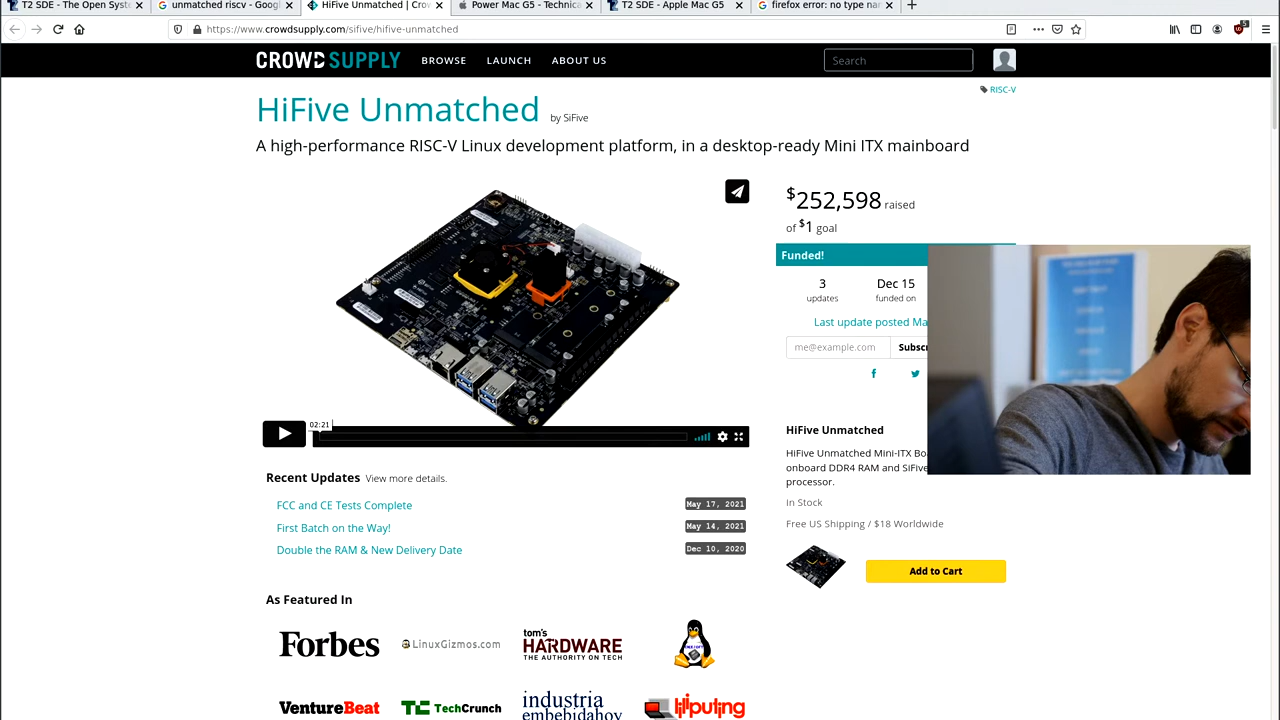 T2 SDE - The Open Syste
unmatched riscv - Googl
HiFive Unmatched | Crow
Power Mac G5 - Technica
T2 SDE - Apple Mac G5
firefox error: no type nam
https://www.crowdsupply.com/sifive/hifive-unmatched
CROWD SUPPLY BROWSE LAUNCH ABOUT US Search
RISC-V
HiFive Unmatched by SiFive
A high-performance RISC-V Linux development platform, in a desktop-ready Mini ITX mainboard
$252,598 raised
of $1 goal
Funded!
3 Dec 15
updates funded on
Last update posted Ma
me@example.com Subscr
02:21
HiFive Unmatched
HiFive Unmatched Mini-ITX Boa
onboard DDR4 RAM and SiFive
processor.
In Stock
Free US Shipping / $18 Worldwide
Add to Cart
Recent Updates View more details.
FCC and CE Tests Complete May 17, 2021
First Batch on the Way! May 14, 2021
Double the RAM & New Delivery Date Dec 10, 2020
As Featured In
Forbes
LinuxGizmos.com
tom's
HARDWARE
THE AUTHORITY ON TECH
VentureBeat
TechCrunch
industria
embebidahoy
liliputing